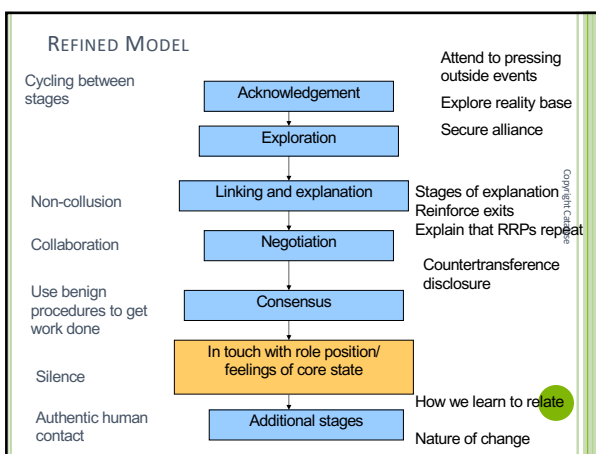 REFINED MODEL
Cycling between
stages
Non-collusion
Collaboration
Use benign
procedures to get
work done
Silence
Authentic human
contact
Acknowledgement
Exploration
Linking and explanation
Negotiation
Consensus
In touch with role position/
feelings of core state
Additional stages
Attend to pressing
outside events
Explore reality base
Secure alliance
Stages of explanation
Reinforce exits
Explain that RRPs repeat
Countertransference
disclosure
How we learn to relate
Nature of change
Copyright Catalyse